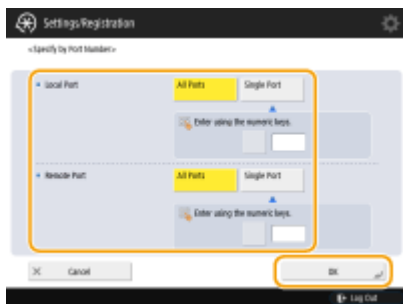 Settings/Registration
<Specify by Port Number>
Local Port
All Ports
Single Port
Enter using the numeric keys.
Remote Port
All Ports
Single Port
Enter using the numeric keys.
Cancel
OK
Log Out